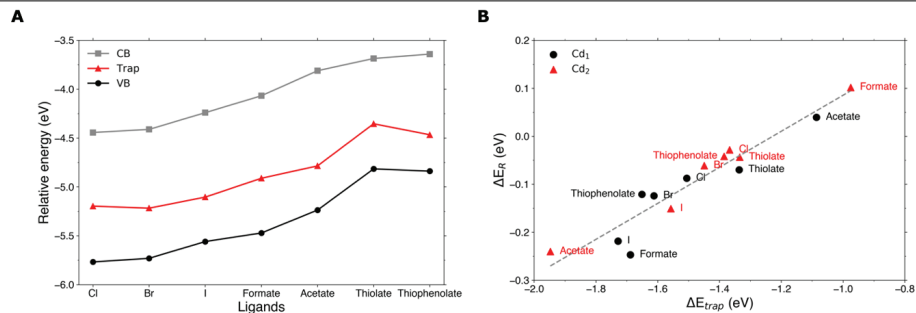 A
B
−3.5
−4.0
−4.5
−5.0
−5.5
−6.0
Relative energy (eV)
CB
Trap
VB
Cl
Br
I
Formate
Acetate
Thiolate
Thiophenolate
Ligands
0.2
0.1
0.0
−0.1
−0.2
−0.3
ΔE_R (eV)
Cd₁
Cd₂
Formate
Acetate
Thiophenolate
Cl
Br
Thiolate
Cl
Thiolate
Thiophenolate
Br
I
I
Formate
Acetate
−2.0
−1.8
−1.6
−1.4
−1.2
−1.0
−0.8
ΔE_trap (eV)